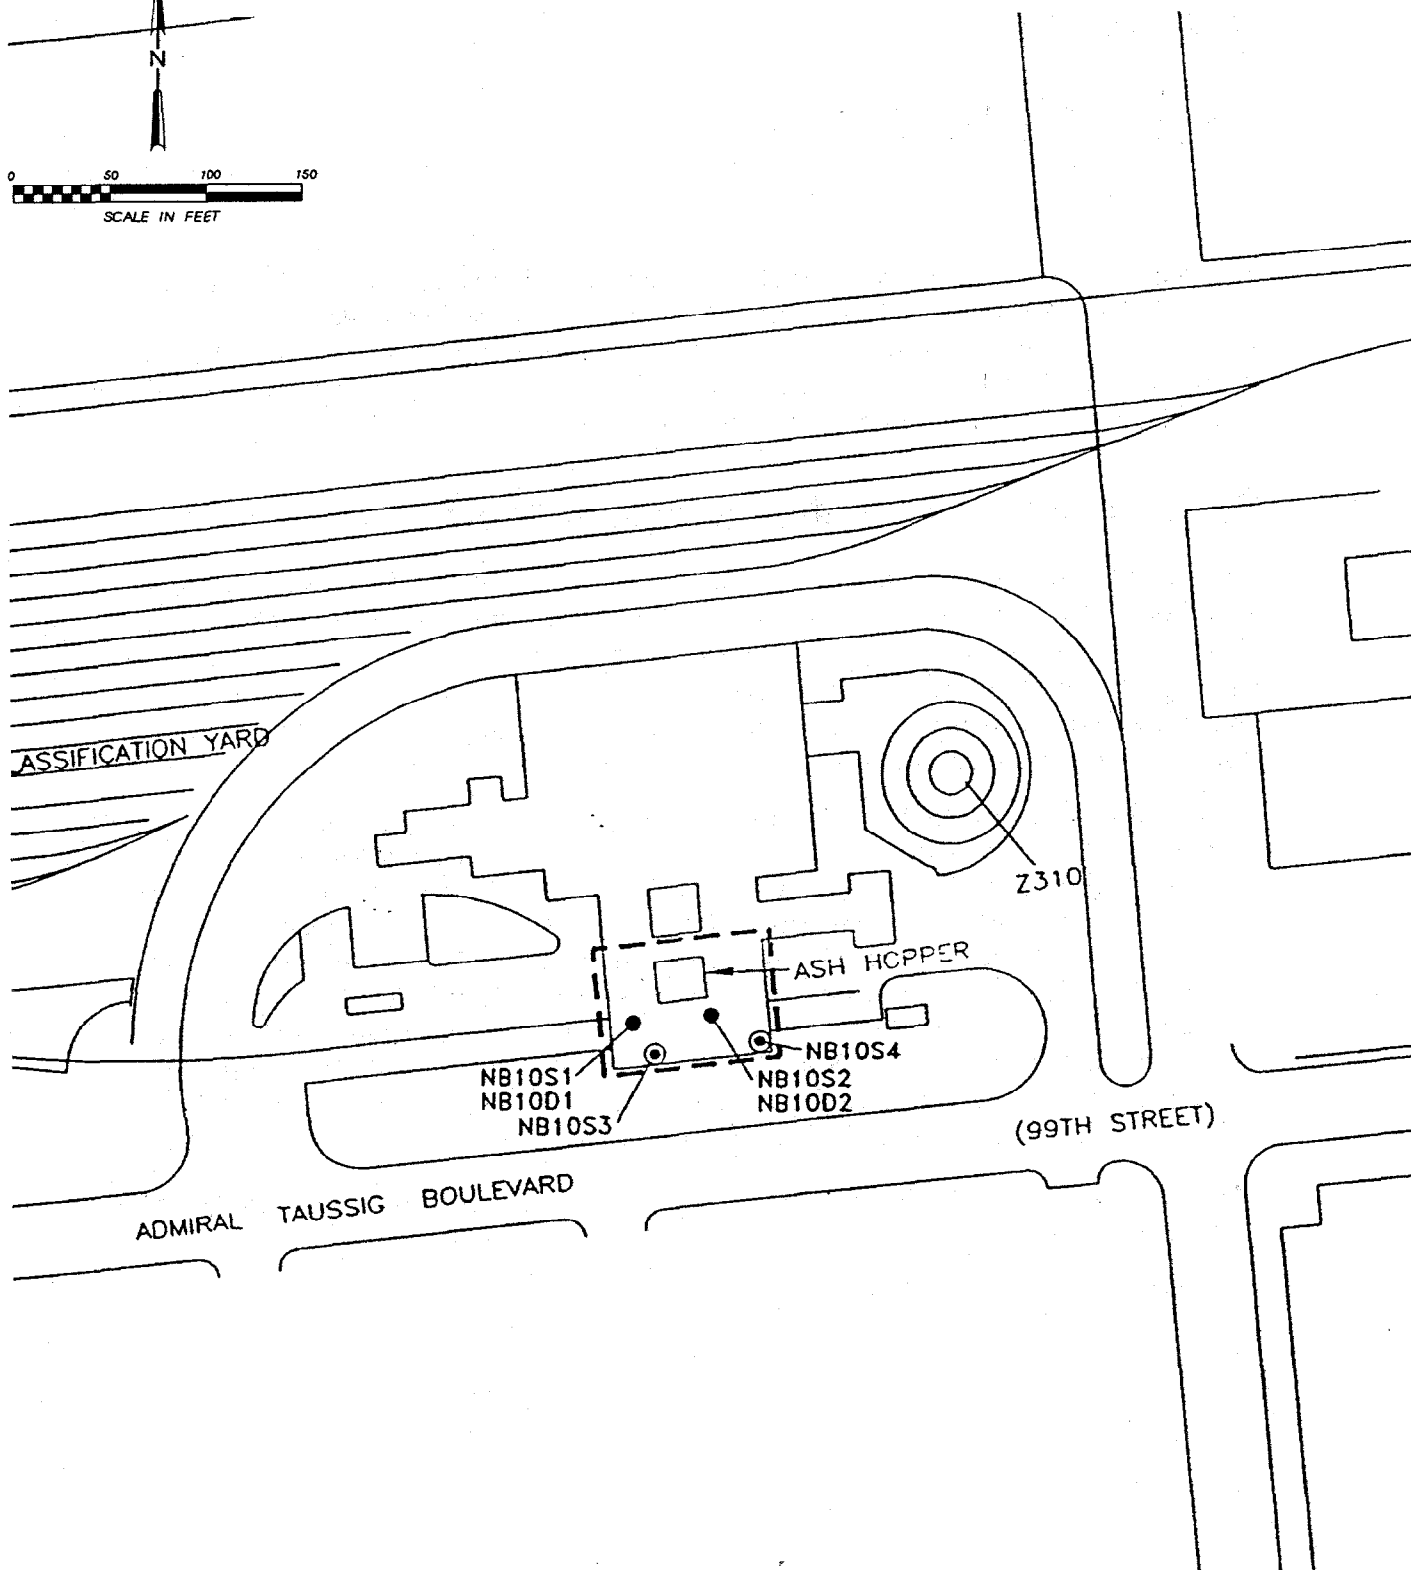 N
0 50 100 150
SCALE IN FEET
ASSIFICATION YARD
Z310
ASH HOPPER
NB10S4
NB10S1
NB10D1
NB10S3
NB10S2
NB10D2
(99TH STREET)
ADMIRAL TAUSSIG BOULEVARD